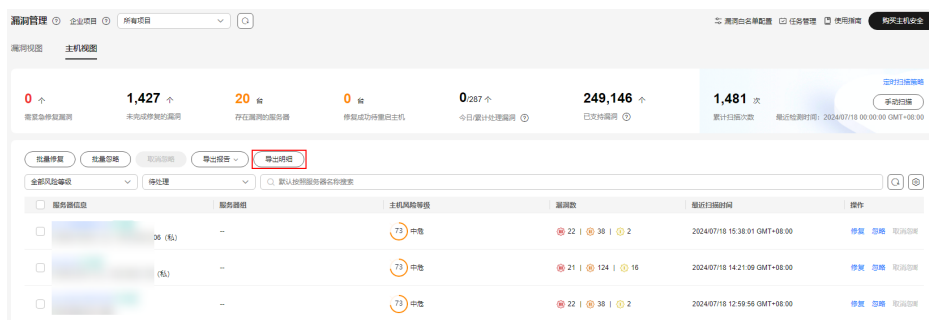 漏洞管理 企业项目 所有项目 漏洞白名单配置 任务管理 使用指南 购买主机安全
漏洞视图 主机视图
定时扫描策略
0 个 1,427 个 20 台 0 台 0/287 个 249,146 个 1,481 次 手动扫描
需紧急修复漏洞 未完成修复的漏洞 存在漏洞的服务器 修复成功待重启主机 今日/累计处理漏洞 已支持漏洞 累计扫描次数 最近检测时间: 2024/07/18 00:00:00 GMT+08:00
批量修复 批量忽略 取消忽略 导出报告 导出明细
全部风险等级 待处理 默认按照服务器名称搜索
服务器信息 服务器组 主机风险等级 漏洞数 最近扫描时间 操作
06 (私) -- 73 中危 高 22 | 中 38 | 低 2 2024/07/18 15:38:01 GMT+08:00 修复 忽略 取消忽略
(私) -- 73 中危 高 21 | 中 124 | 低 16 2024/07/18 14:21:09 GMT+08:00 修复 忽略 取消忽略
-- 73 中危 高 22 | 中 38 | 低 2 2024/07/18 12:59:56 GMT+08:00 修复 忽略 取消忽略